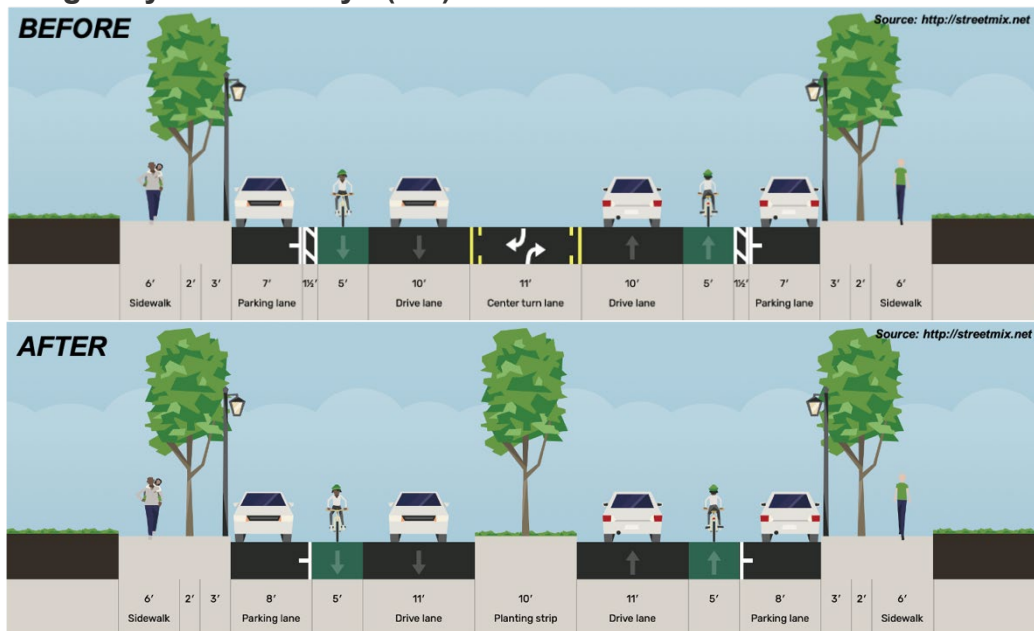 BEFORE
Source: http://streetmix.net
6' 2' 3' 7' 1½' 5' 10' 11' 10' 5' 1½' 7' 3' 2' 6'
Sidewalk Parking lane Drive lane Center turn lane Drive lane Parking lane Sidewalk
AFTER
Source: http://streetmix.net
6' 2' 3' 8' 5' 11' 10' 11' 5' 8' 3' 2' 6'
Sidewalk Parking lane Drive lane Planting strip Drive lane Parking lane Sidewalk